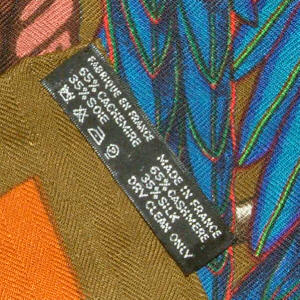 FABRIQUE EN FRANCE
65% CACHEMIRE
35% SOIE
MADE IN FRANCE
65% CASHMERE
35% SILK
DRY CLEAN ONLY